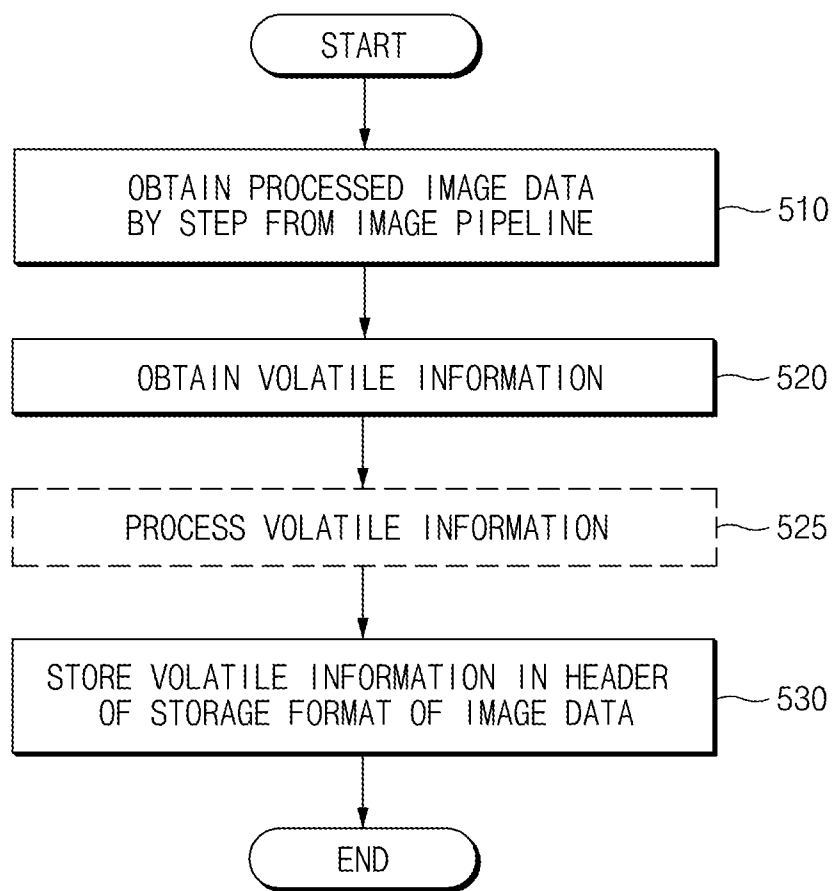 START
OBTAIN PROCESSED IMAGE DATA
BY STEP FROM IMAGE PIPELINE
510
OBTAIN VOLATILE INFORMATION
520
PROCESS VOLATILE INFORMATION
525
STORE VOLATILE INFORMATION IN HEADER
OF STORAGE FORMAT OF IMAGE DATA
530
END